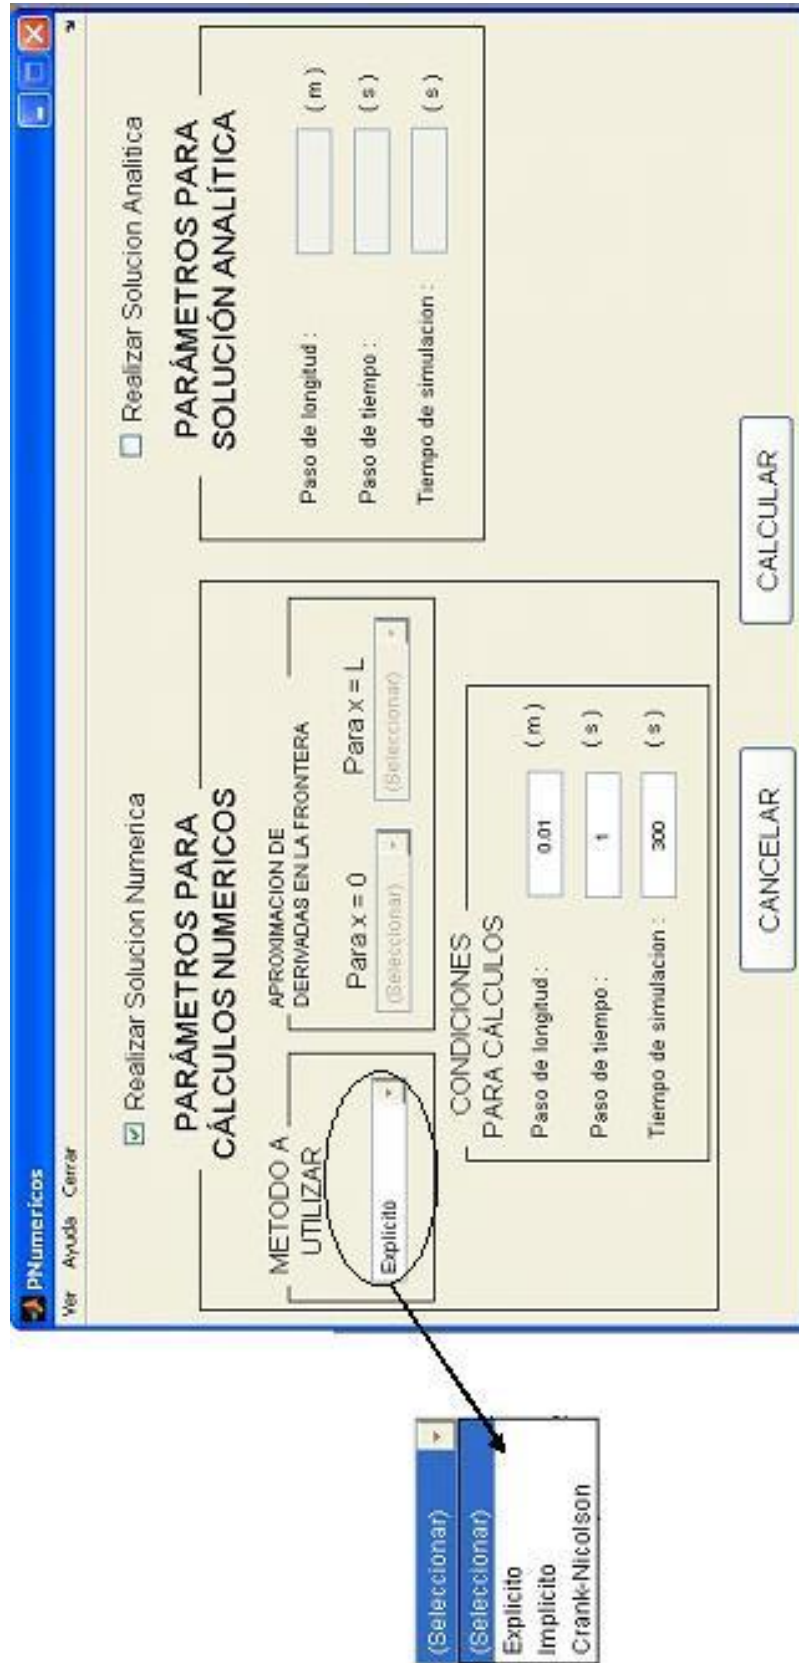 PNumericos
Ver Ayuda Cerrar
Realizar Solucion Numerica
PARÁMETROS PARA
CÁLCULOS NUMERICOS
METODO A
UTILIZAR
Explicito
APROXIMACION DE
DERIVADAS EN LA FRONTERA
Para x = 0
(Seleccionar)
Para x = L
(Seleccionar)
CONDICIONES
PARA CÁLCULOS
Paso de longitud : 0.01 ( m )
Paso de tiempo : 1 ( s )
Tiempo de simulacion : 300 ( s )
Realizar Solucion Analitica
PARÁMETROS PARA
SOLUCIÓN ANALÍTICA
Paso de longitud : ( m )
Paso de tiempo : ( s )
Tiempo de simulacion : ( s )
CANCELAR
CALCULAR
(Seleccionar)
(Seleccionar)
Explicito
Implicito
Crank-Nicolson